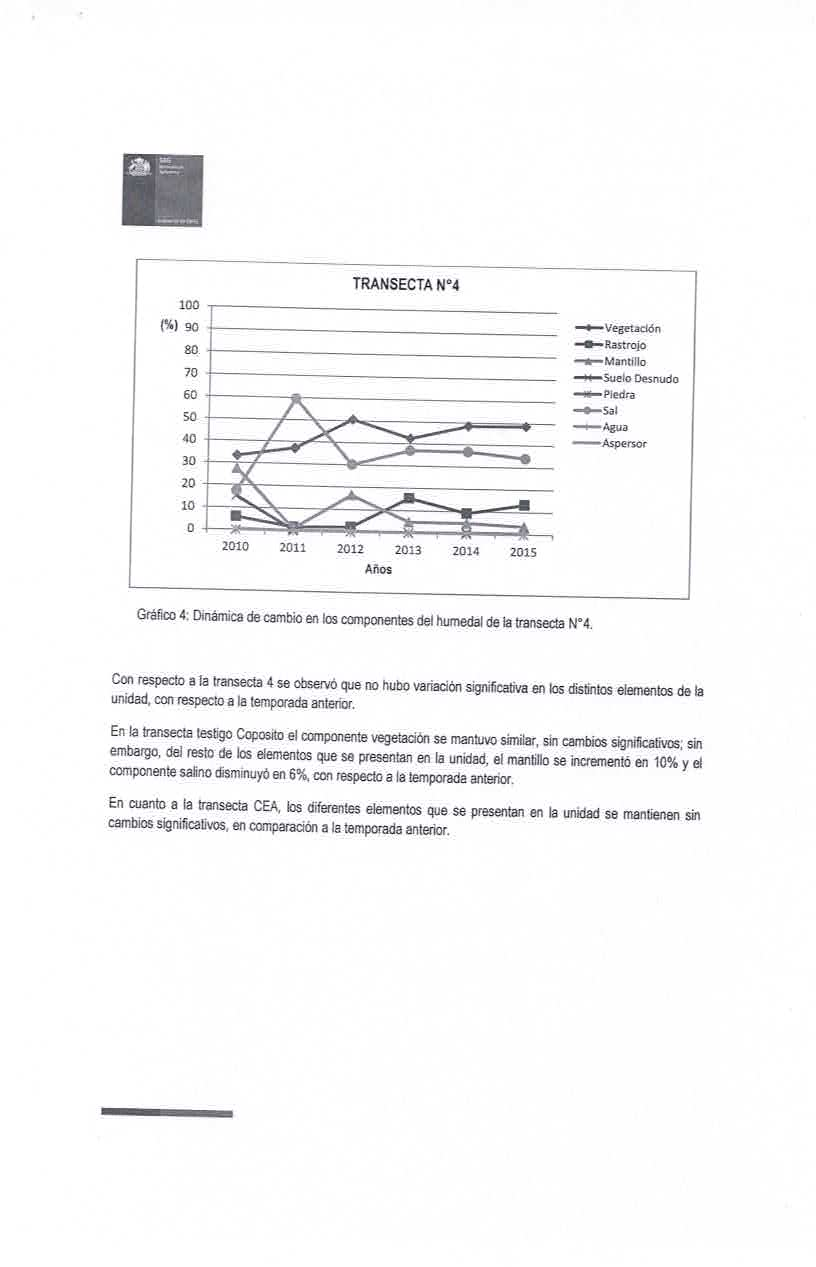 SAG
TRANSECTA N°4
(%)
100
90
80
70
60
50
40
30
20
10
0
2010 2011 2012 2013 2014 2015
Años
Vegetación
Rastrojo
Mantillo
Suelo Desnudo
Piedra
Sal
Agua
Aspersor
Gráfico 4: Dinámica de cambio en los componentes del humedal de la transecta N°4.
Con respecto a la transecta 4 se observó que no hubo variación significativa en los distintos elementos de la
unidad, con respecto a la temporada anterior.
En la transecta testigo Coposito el componente vegetación se mantuvo similar, sin cambios significativos; sin
embargo, del resto de los elementos que se presentan en la unidad, el mantillo se incrementó en 10% y el
componente salino disminuyó en 6%, con respecto a la temporada anterior.
En cuanto a la transecta CEA, los diferentes elementos que se presentan en la unidad se mantienen sin
cambios significativos, en comparación a la temporada anterior.